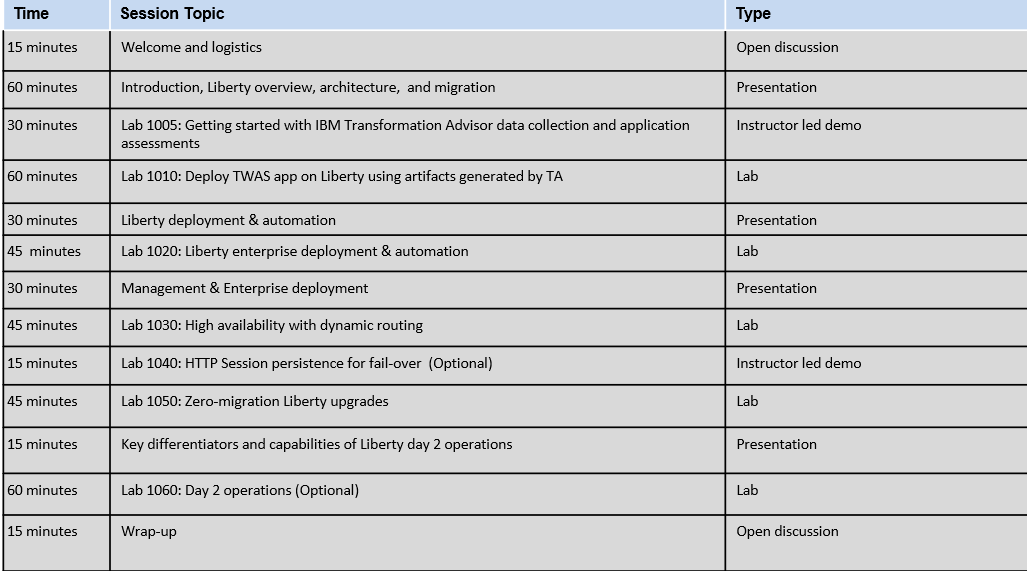 Time Session Topic Type
15 minutes Welcome and logistics Open discussion
60 minutes Introduction, Liberty overview, architecture,  and migration Presentation
30 minutes Lab 1005: Getting started with IBM Transformation Advisor data collection and application Instructor led demo
assessments
60 minutes Lab 1010: Deploy TWAS app on Liberty using artifacts generated by TA Lab
30 minutes Liberty deployment & automation Presentation
45  minutes Lab 1020: Liberty enterprise deployment & automation Lab
30 minutes Management & Enterprise deployment Presentation
45 minutes Lab 1030: High availability with dynamic routing Lab
15 minutes Lab 1040: HTTP Session persistence for fail-over  (Optional) Instructor led demo
45 minutes Lab 1050: Zero-migration Liberty upgrades Lab
15 minutes Key differentiators and capabilities of Liberty day 2 operations Presentation
60 minutes Lab 1060: Day 2 operations (Optional) Lab
15 minutes Wrap-up Open discussion